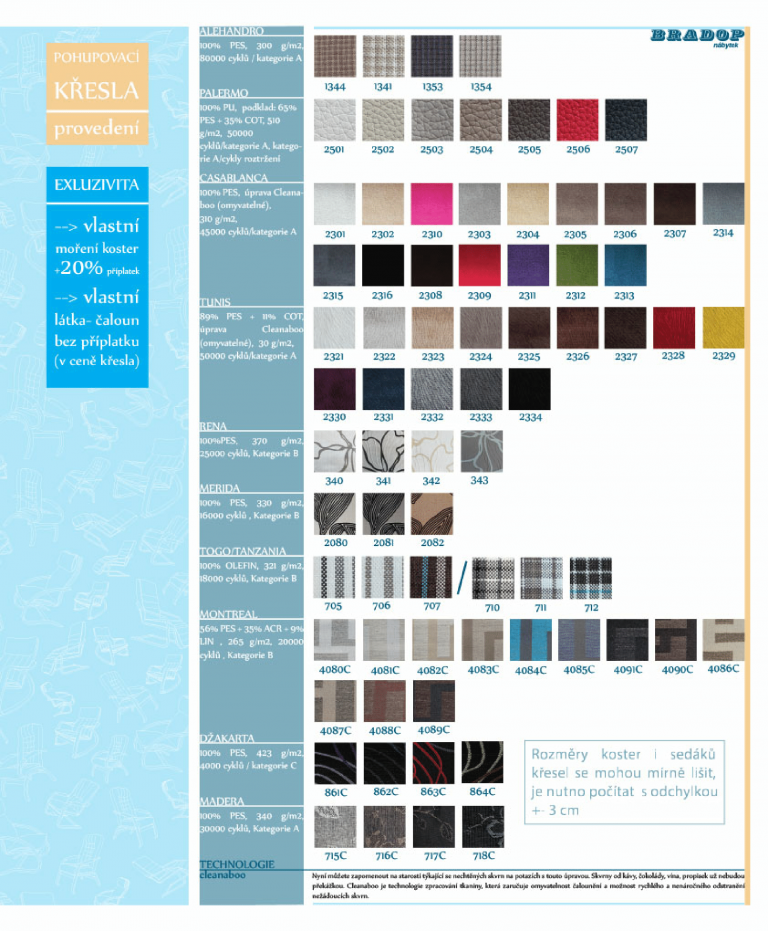 POHUPOVACÍ
KŘESLA
provedení
EXLUZIVITA
--> vlastní
moření koster
+20% příplatek
--> vlastní
látka- čaloun
bez příplatku
(v ceně křesla)
BRADOP
nábytek
ALEHANDRO
100% PES, 300 g/m2,
80000 cyklů / kategorie A
1344 1341 1353 1354
PALERMO
100% PU, podklad: 65%
PES + 35% COT, 510
g/m2, 50000
cyklů/kategorie A, katego-
rie A/cykly roztržení
2501 2502 2503 2504 2505 2506 2507
CASABLANCA
100% PES, úprava Cleana-
boo (omyvatelné),
310 g/m2,
45000 cyklů/kategorie A
2301 2302 2310 2303 2304 2305 2306 2307 2314
2315 2316 2308 2309 2311 2312 2313
TUNIS
89% PES + 11% COT,
úprava Cleanaboo
(omyvatelné), 30 g/m2,
50000 cyklů/kategorie A
2321 2322 2323 2324 2325 2326 2327 2328 2329
2330 2331 2332 2333 2334
RENA
100%PES, 370 g/m2,
25000 cyklů, Kategorie B
340 341 342 343
MERIDA
100% PES, 330 g/m2,
16000 cyklů , Kategorie B
2080 2081 2082
TOGO/TANZANIA
100% OLEFIN, 321 g/m2,
18000 cyklů, Kategorie B
705 706 707 / 710 711 712
MONTREAL
56% PES + 35% ACR + 9%
LIN , 265 g/m2, 20000
cyklů , Kategorie B
4080C 4081C 4082C 4083C 4084C 4085C 4091C 4090C 4086C
4087C 4088C 4089C
DŽAKARTA
100% PES, 423 g/m2,
4000 cyklů / kategorie C
861C 862C 863C 864C
Rozměry koster i sedáků
křesel se mohou mírně lišit,
je nutno počítat s odchylkou
+- 3 cm
MADERA
100% PES, 340 g/m2,
30000 cyklů, Kategorie A
715C 716C 717C 718C
TECHNOLOGIE
cleanaboo
Nyní můžete zapomenout na starosti týkající se nechtěných skvrn na potazích s touto úpravou. Skvrny od kávy, čokolády, vína, propisek už nebudou
překážkou. Cleanaboo je technologie zpracování tkaniny, která zaručuje omyvatelnost čalounění a možnost rychlého a nenáročného odstranění
nežádoucích skvrn.